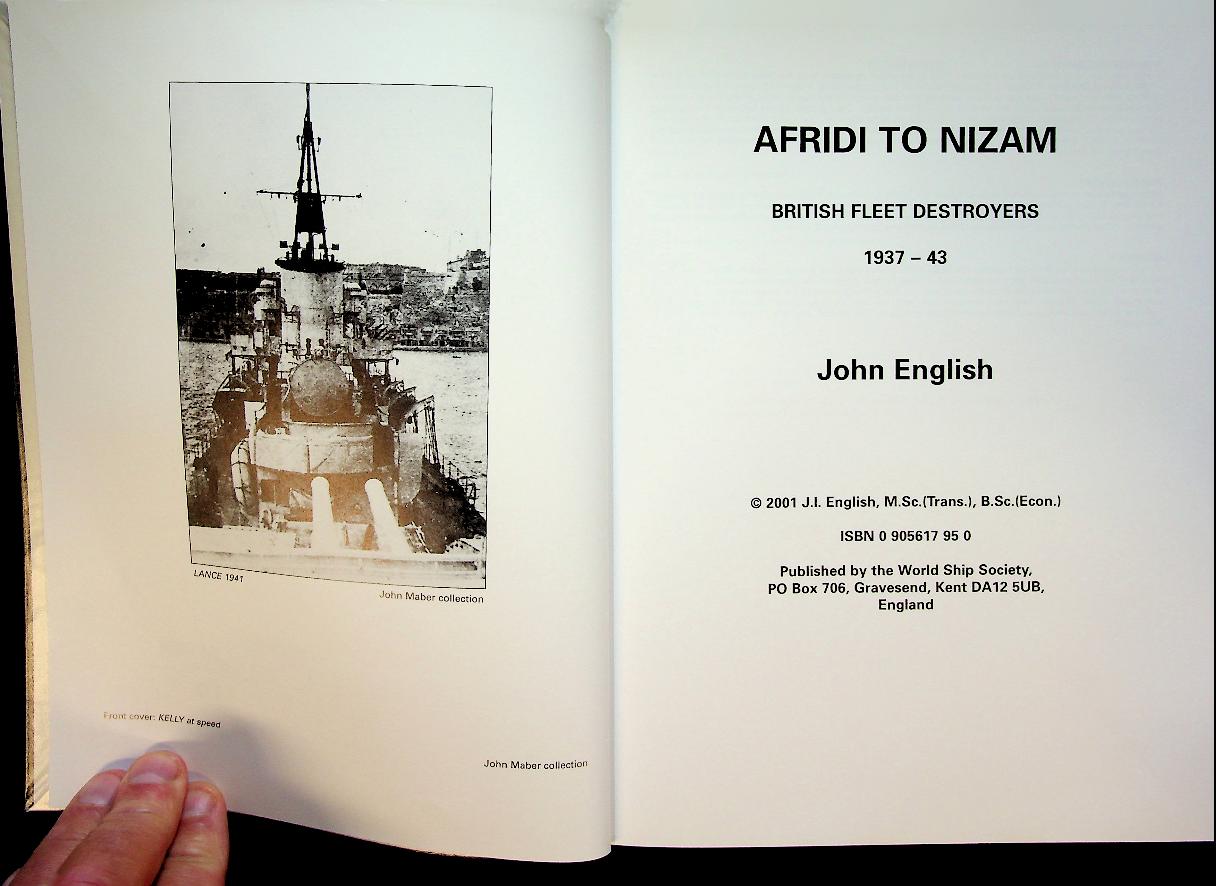 LANCE 1941
John Maber collection
Front cover: KELLY at speed
John Maber collection
AFRIDI TO NIZAM
BRITISH FLEET DESTROYERS
1937 – 43
John English
© 2001 J.I. English, M.Sc.(Trans.), B.Sc.(Econ.)
ISBN 0 905617 95 0
Published by the World Ship Society,
PO Box 706, Gravesend, Kent DA12 5UB,
England